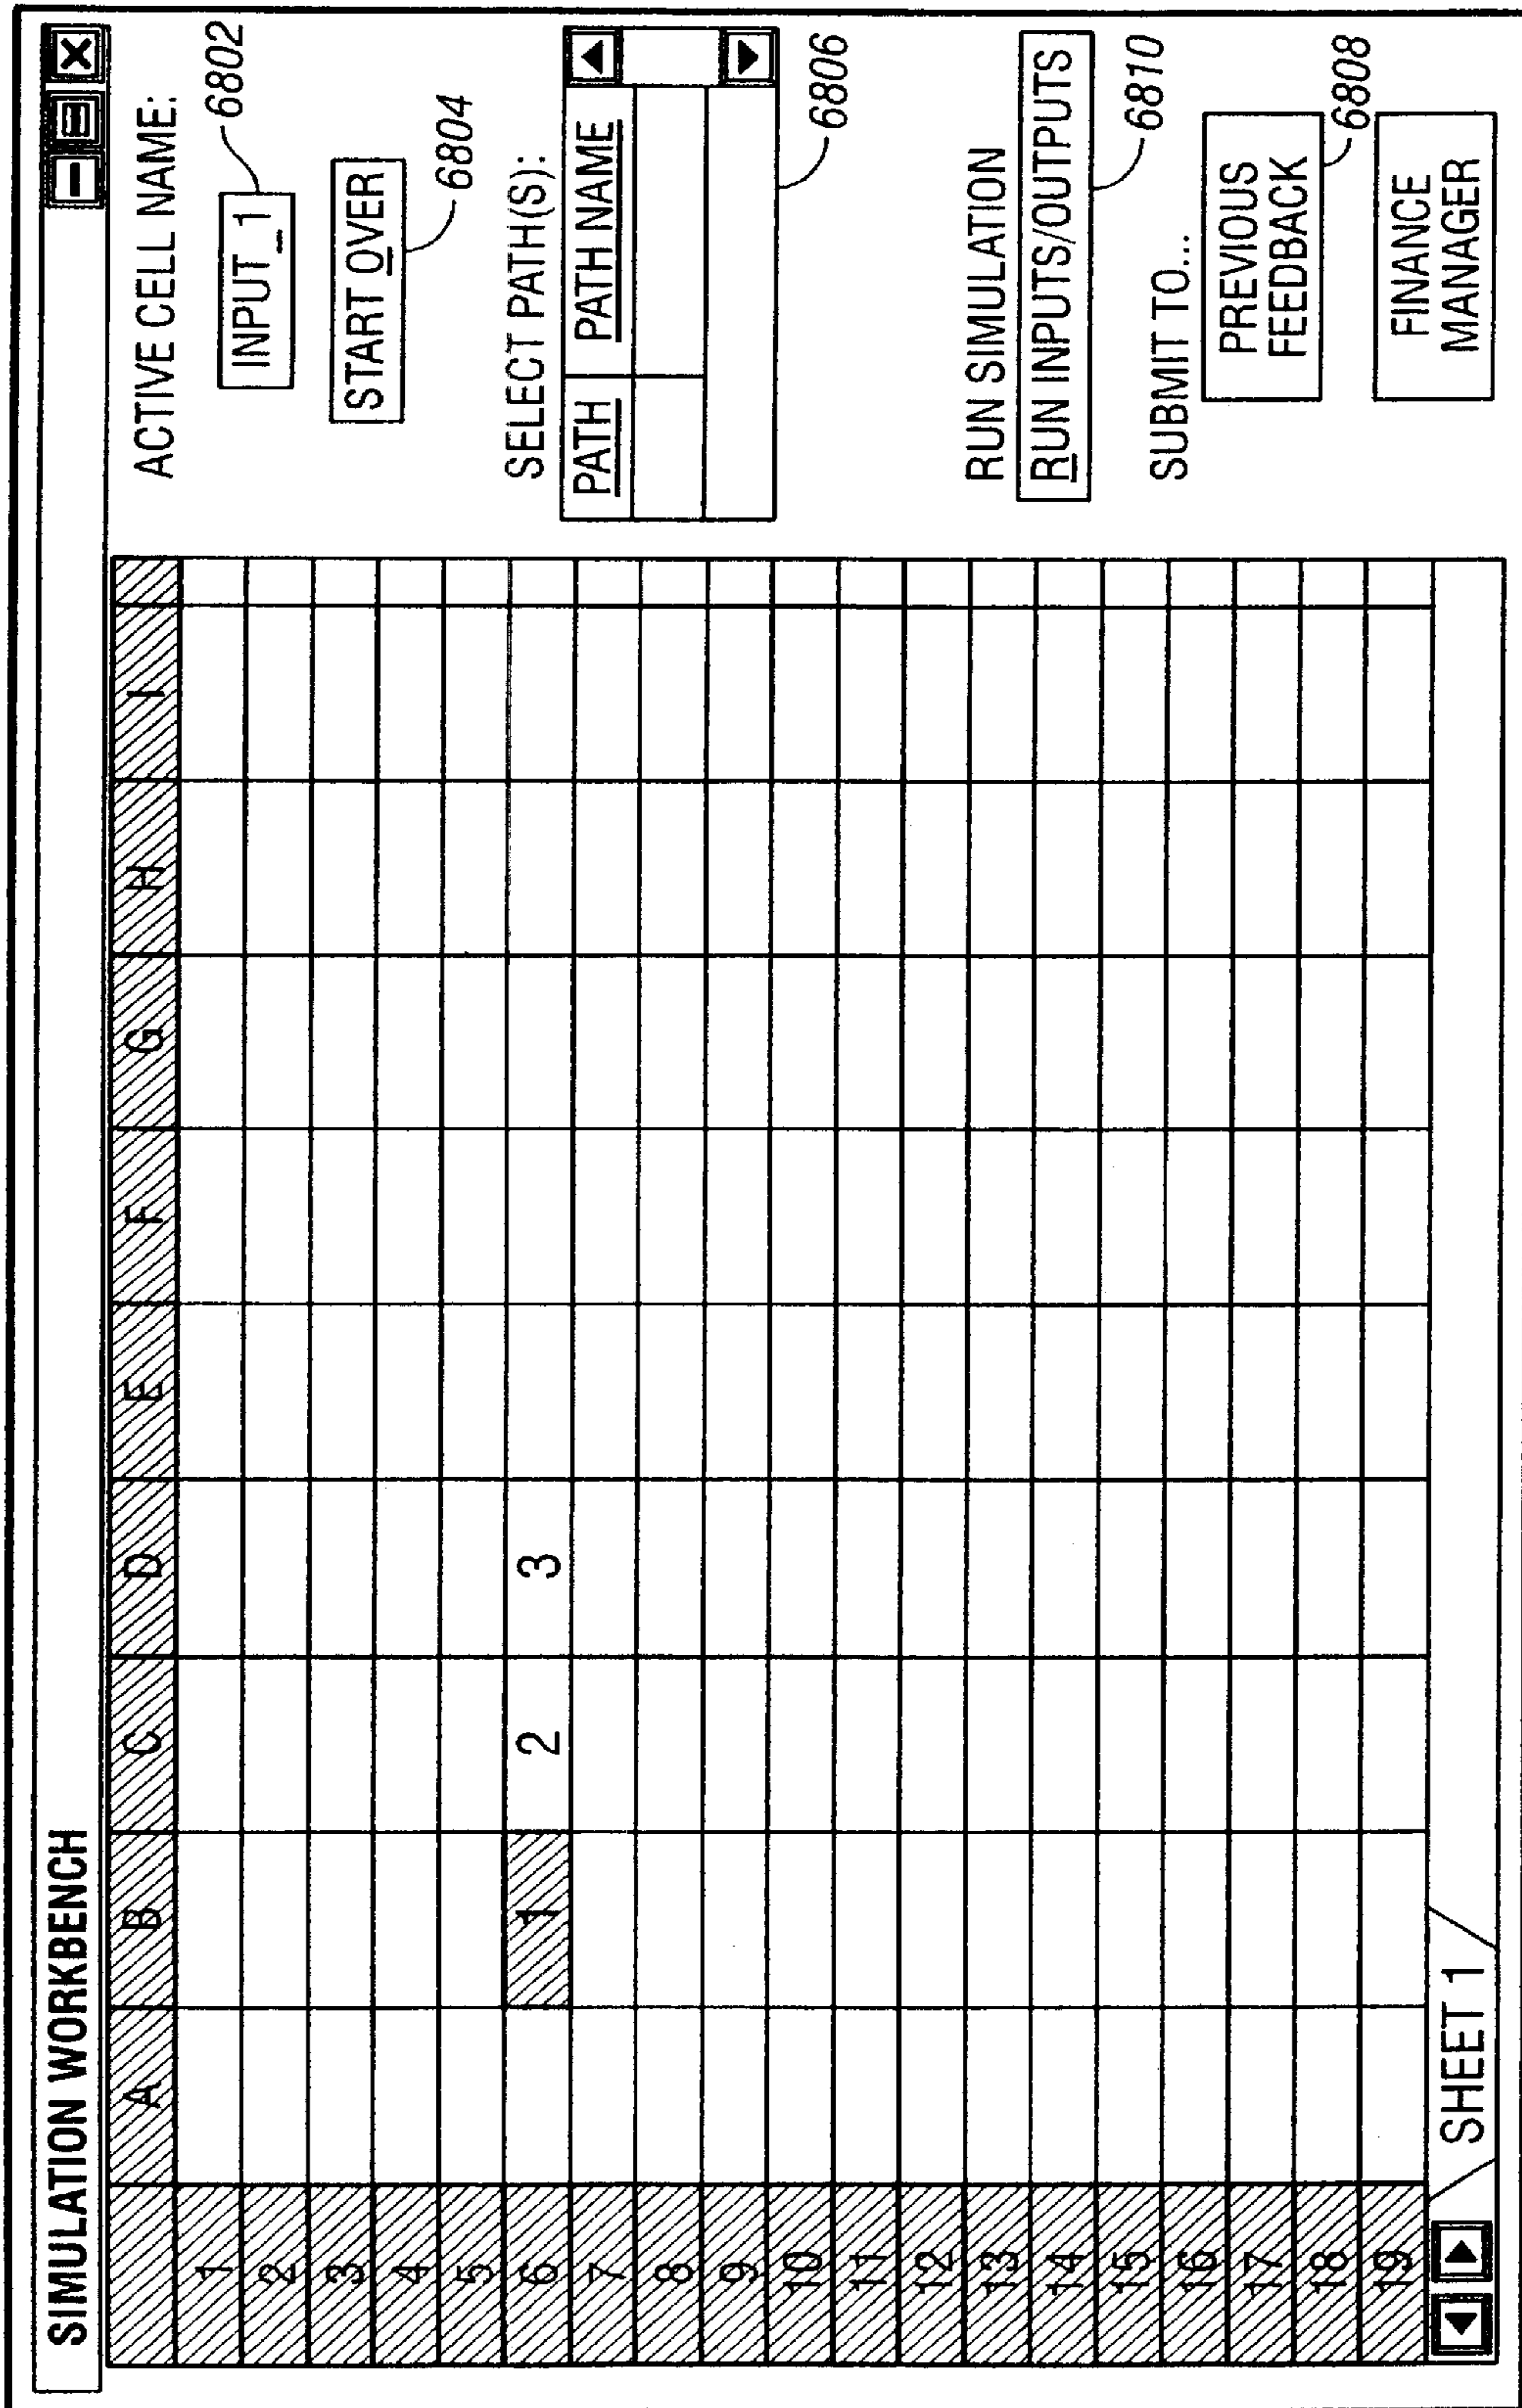 SIMULATION WORKBENCH
A B C D E F G H I
1
2
3
4
5
6 1 2 3
7
8
9
10
11
12
13
14
15
16
17
18
19
SHEET 1
ACTIVE CELL NAME:
INPUT_1
6802
START OVER
6804
SELECT PATH(S):
PATH PATH NAME
6806
RUN SIMULATION
RUN INPUTS/OUTPUTS
6810
SUBMIT TO...
PREVIOUS
FEEDBACK
6808
FINANCE
MANAGER